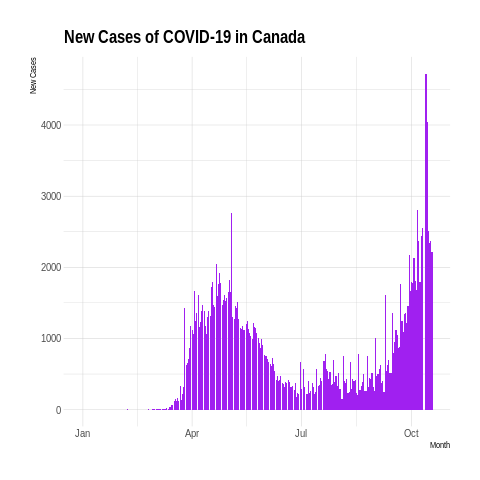 New Cases of COVID-19 in Canada
New Cases
4000
3000
2000
1000
0
Jan Apr Jul Oct
Month